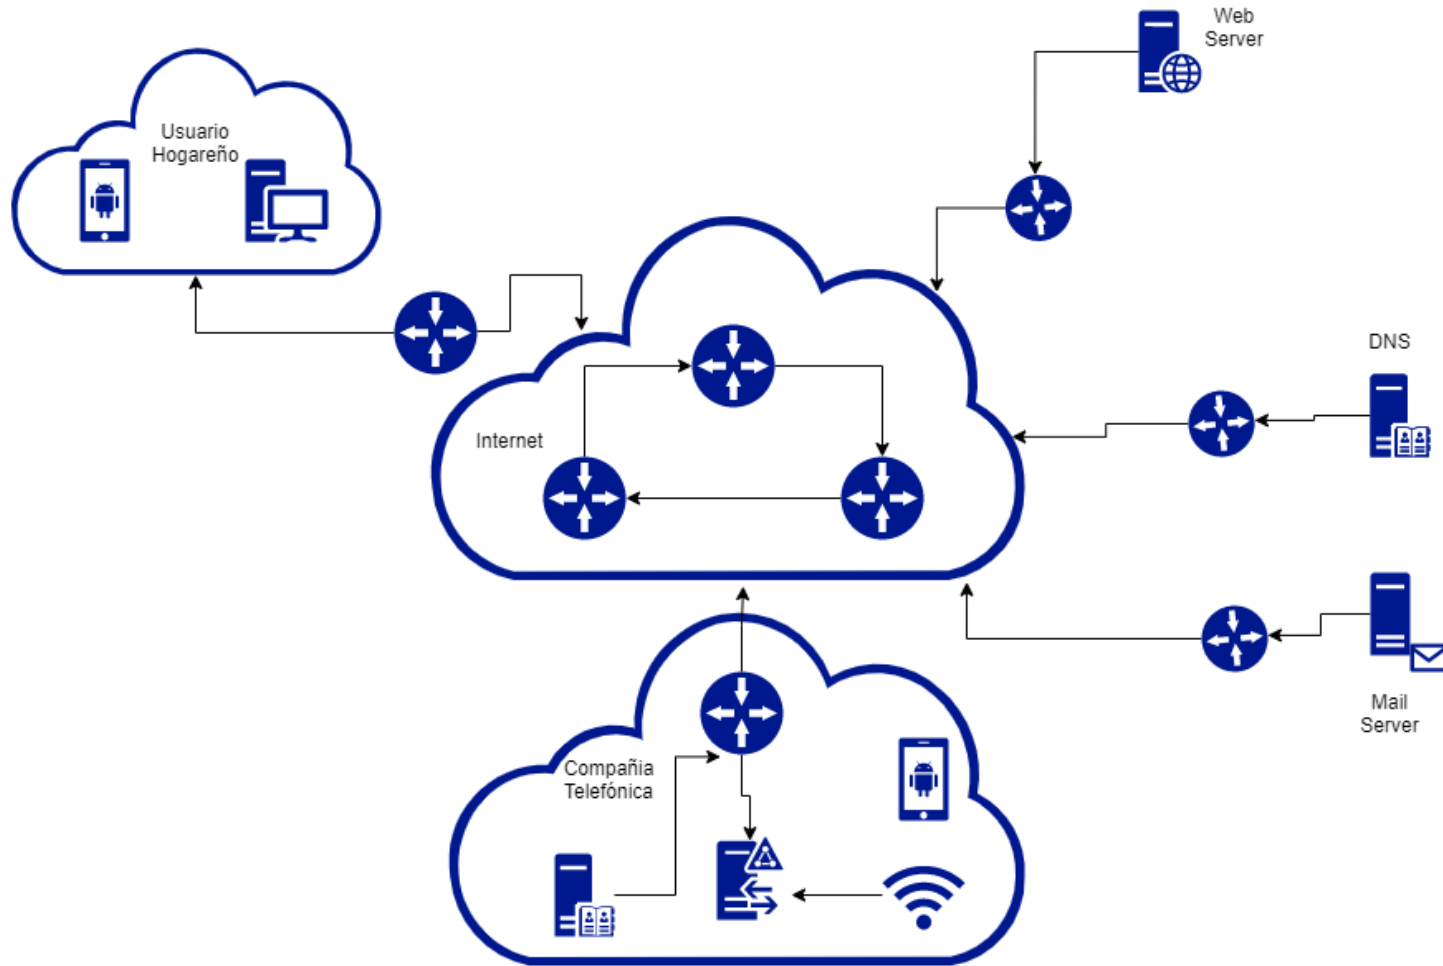 Web
Server
Usuario
Hogareño
DNS
Internet
Mail
Server
Compañia
Telefónica